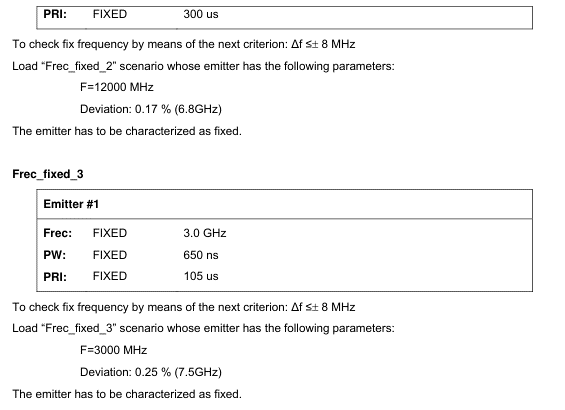 PRI: FIXED 300 us
To check fix frequency by means of the next criterion: Δf ≤± 8 MHz
Load “Frec_fixed_2” scenario whose emitter has the following parameters:
F=12000 MHz
Deviation: 0.17 % (6.8GHz)
The emitter has to be characterized as fixed.
Frec_fixed_3
Emitter #1
Frec: FIXED 3.0 GHz
PW: FIXED 650 ns
PRI: FIXED 105 us
To check fix frequency by means of the next criterion: Δf ≤± 8 MHz
Load “Frec_fixed_3” scenario whose emitter has the following parameters:
F=3000 MHz
Deviation: 0.25 % (7.5GHz)
The emitter has to be characterized as fixed.